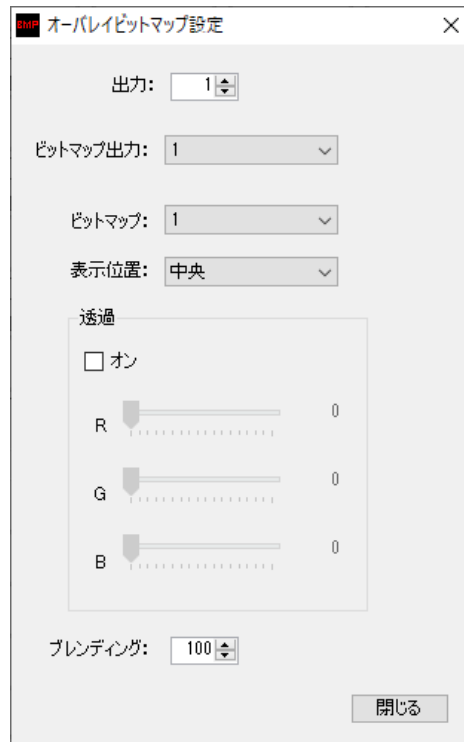 BMP オーバレイビットマップ設定
出力: 1
ビットマップ出力: 1
ビットマップ: 1
表示位置: 中央
透過
オン
R 0
G 0
B 0
ブレンディング: 100
閉じる